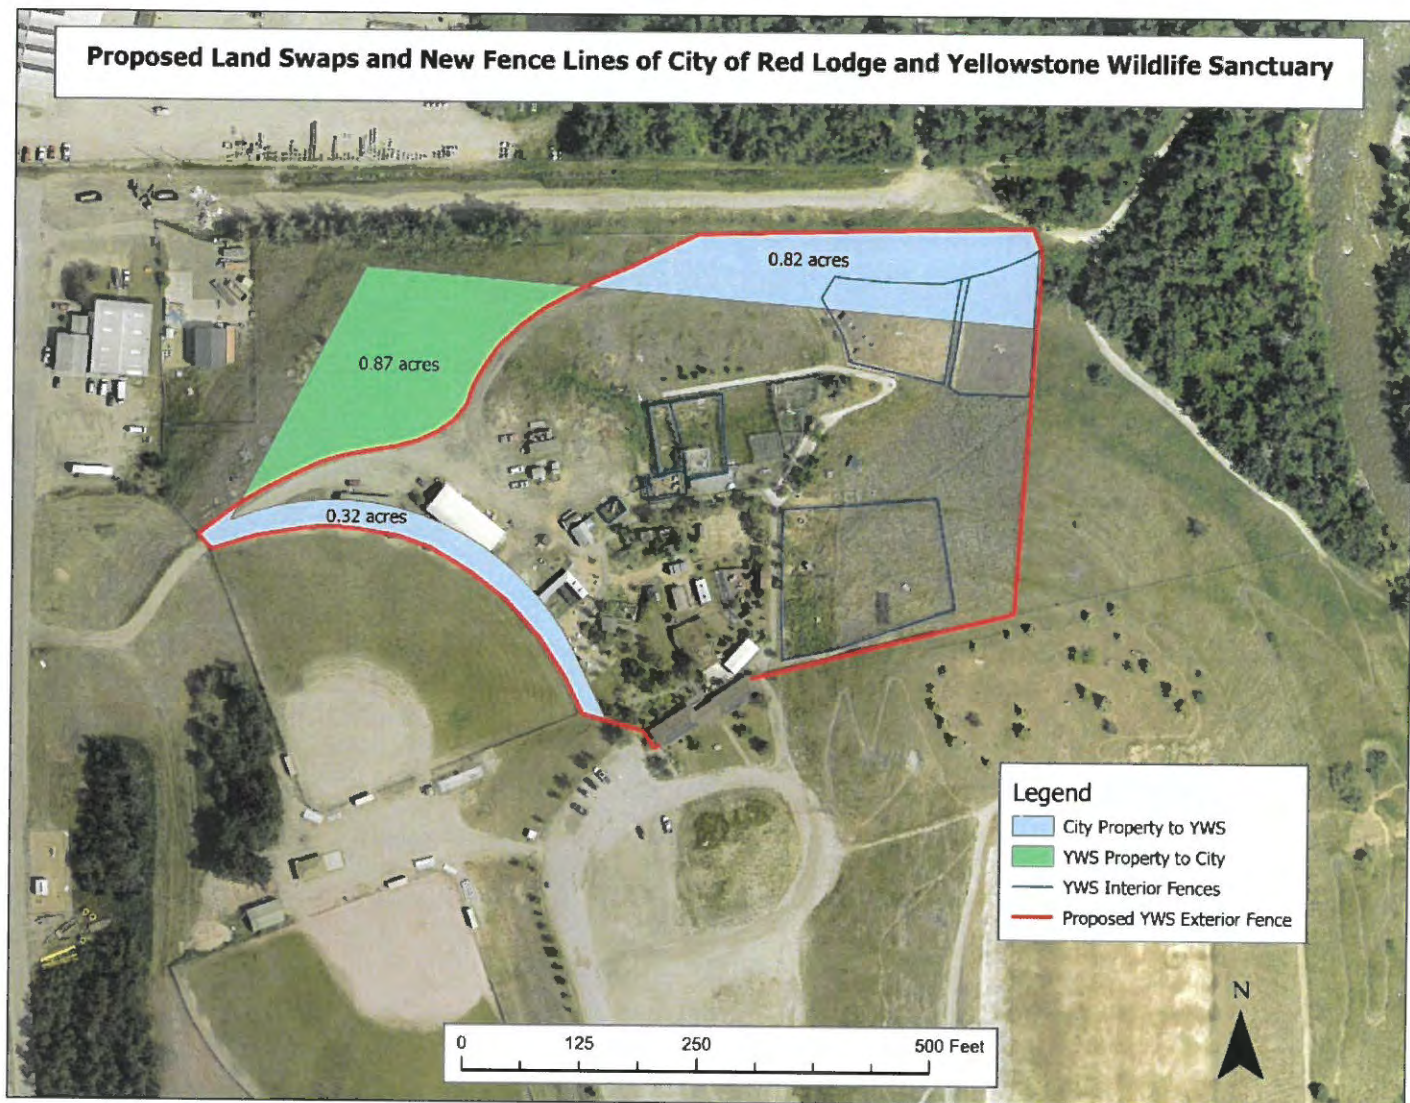 Proposed Land Swaps and New Fence Lines of City of Red Lodge and Yellowstone Wildlife Sanctuary
0.82 acres
0.87 acres
0.32 acres
Legend
City Property to YWS
YWS Property to City
YWS Interior Fences
Proposed YWS Exterior Fence
N
0 125 250 500 Feet